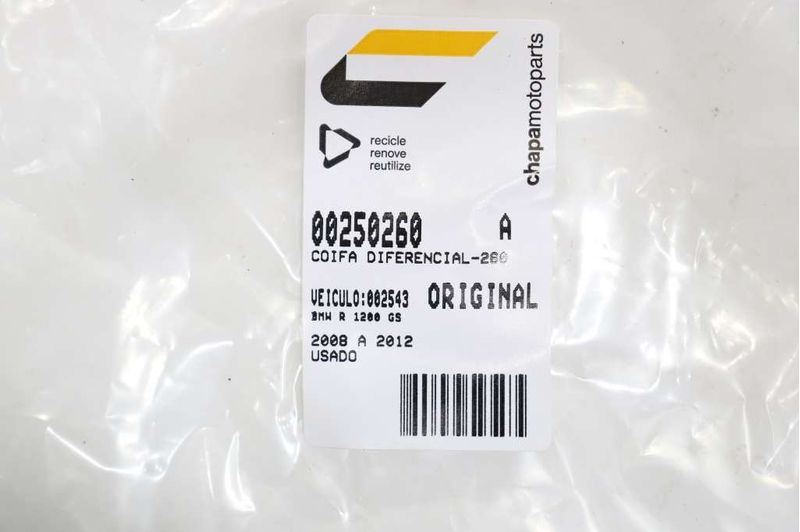 chapamotoparts
recicle
renove
reutilize
00250260 A
COIFA DIFERENCIAL-260
VEICULO:002543 ORIGINAL
BMW R 1200 GS
2008 A 2012
USADO